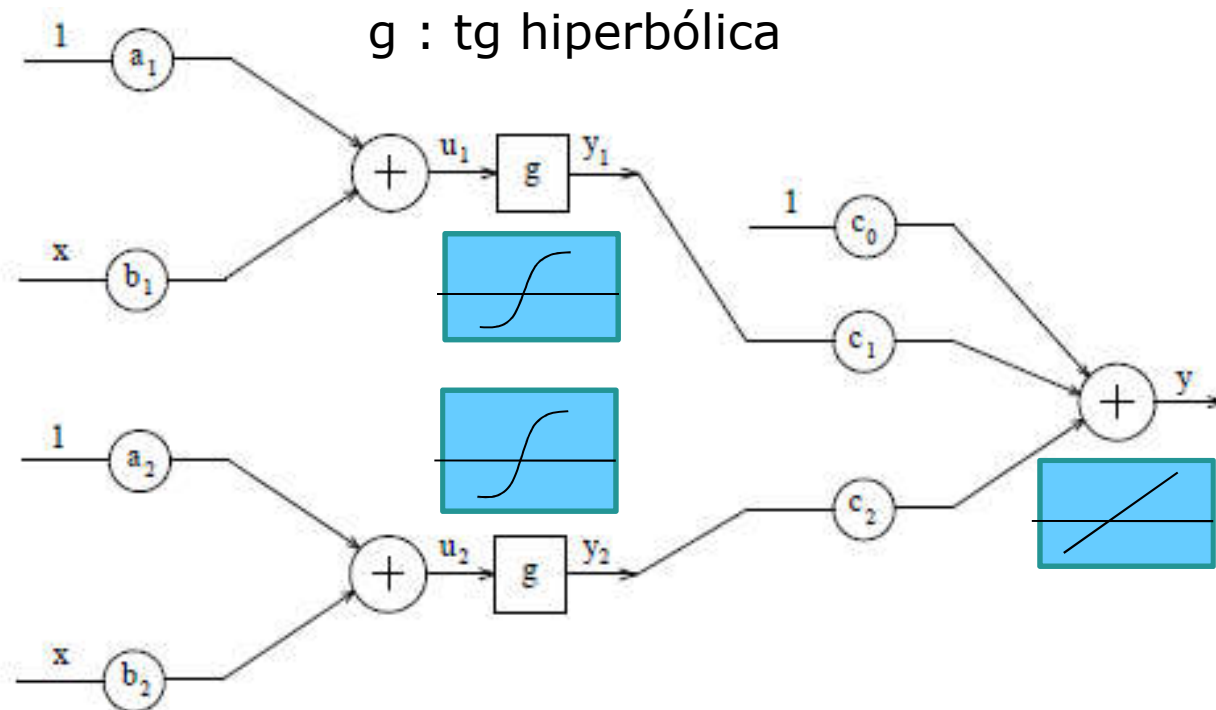 g : tg hiperbólica
1
a₁
u₁
g
y₁
x
b₁
1
c₀
c₁
y
1
a₂
c₂
u₂
g
y₂
x
b₂